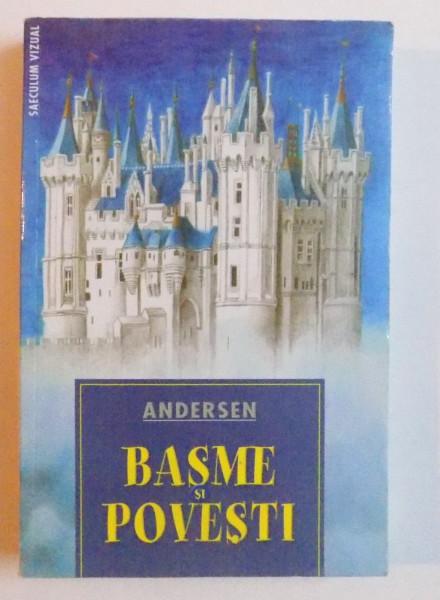 SAECULUM VIZUAL
ANDERSEN
BASME
ȘI
POVEȘTI